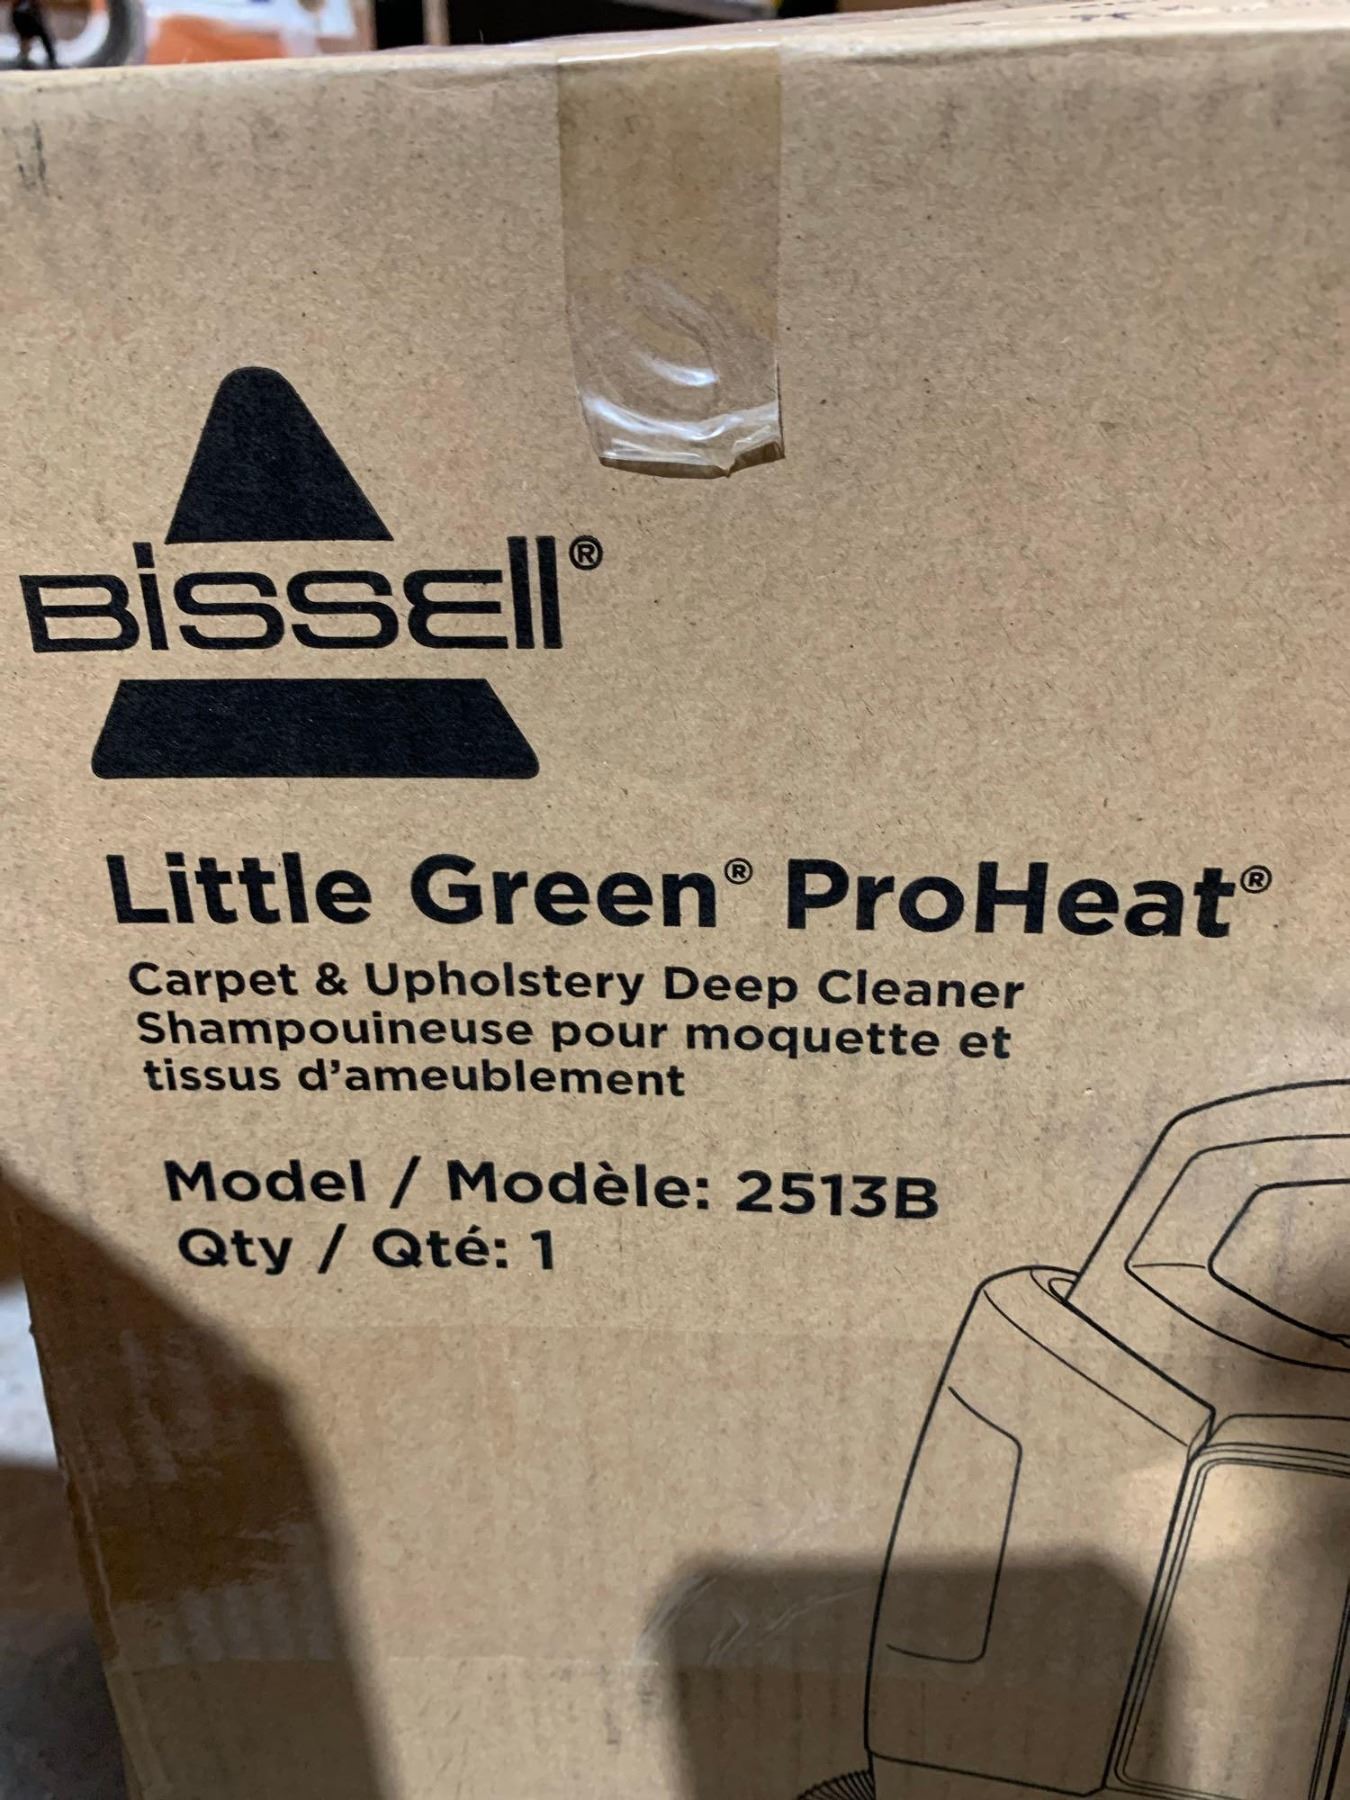 BISSELL®
Little Green® ProHeat®
Carpet & Upholstery Deep Cleaner
Shampouineuse pour moquette et
tissus d'ameublement
Model / Modèle: 2513B
Qty / Qté: 1